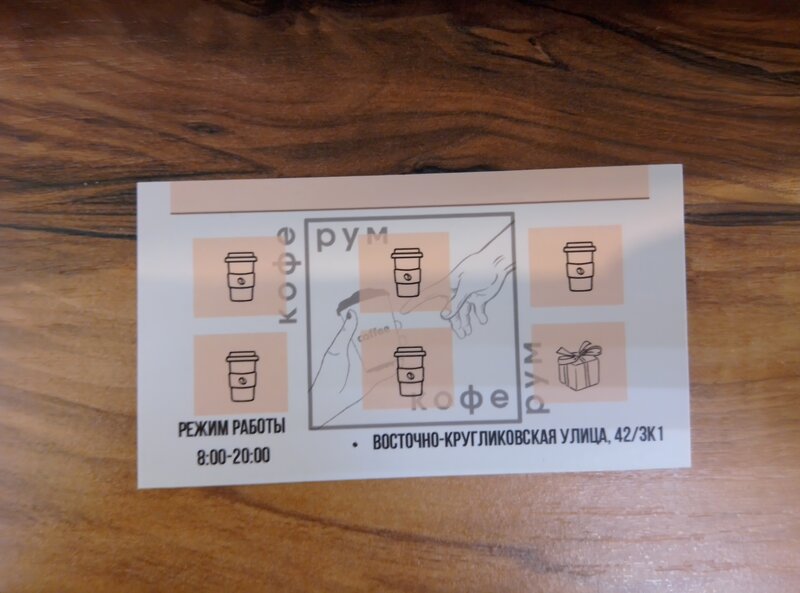 кофе
рум
coffee
кофе
рум
РЕЖИМ РАБОТЫ
8:00-20:00
• ВОСТОЧНО-КРУГЛИКОВСКАЯ УЛИЦА, 42/3К1